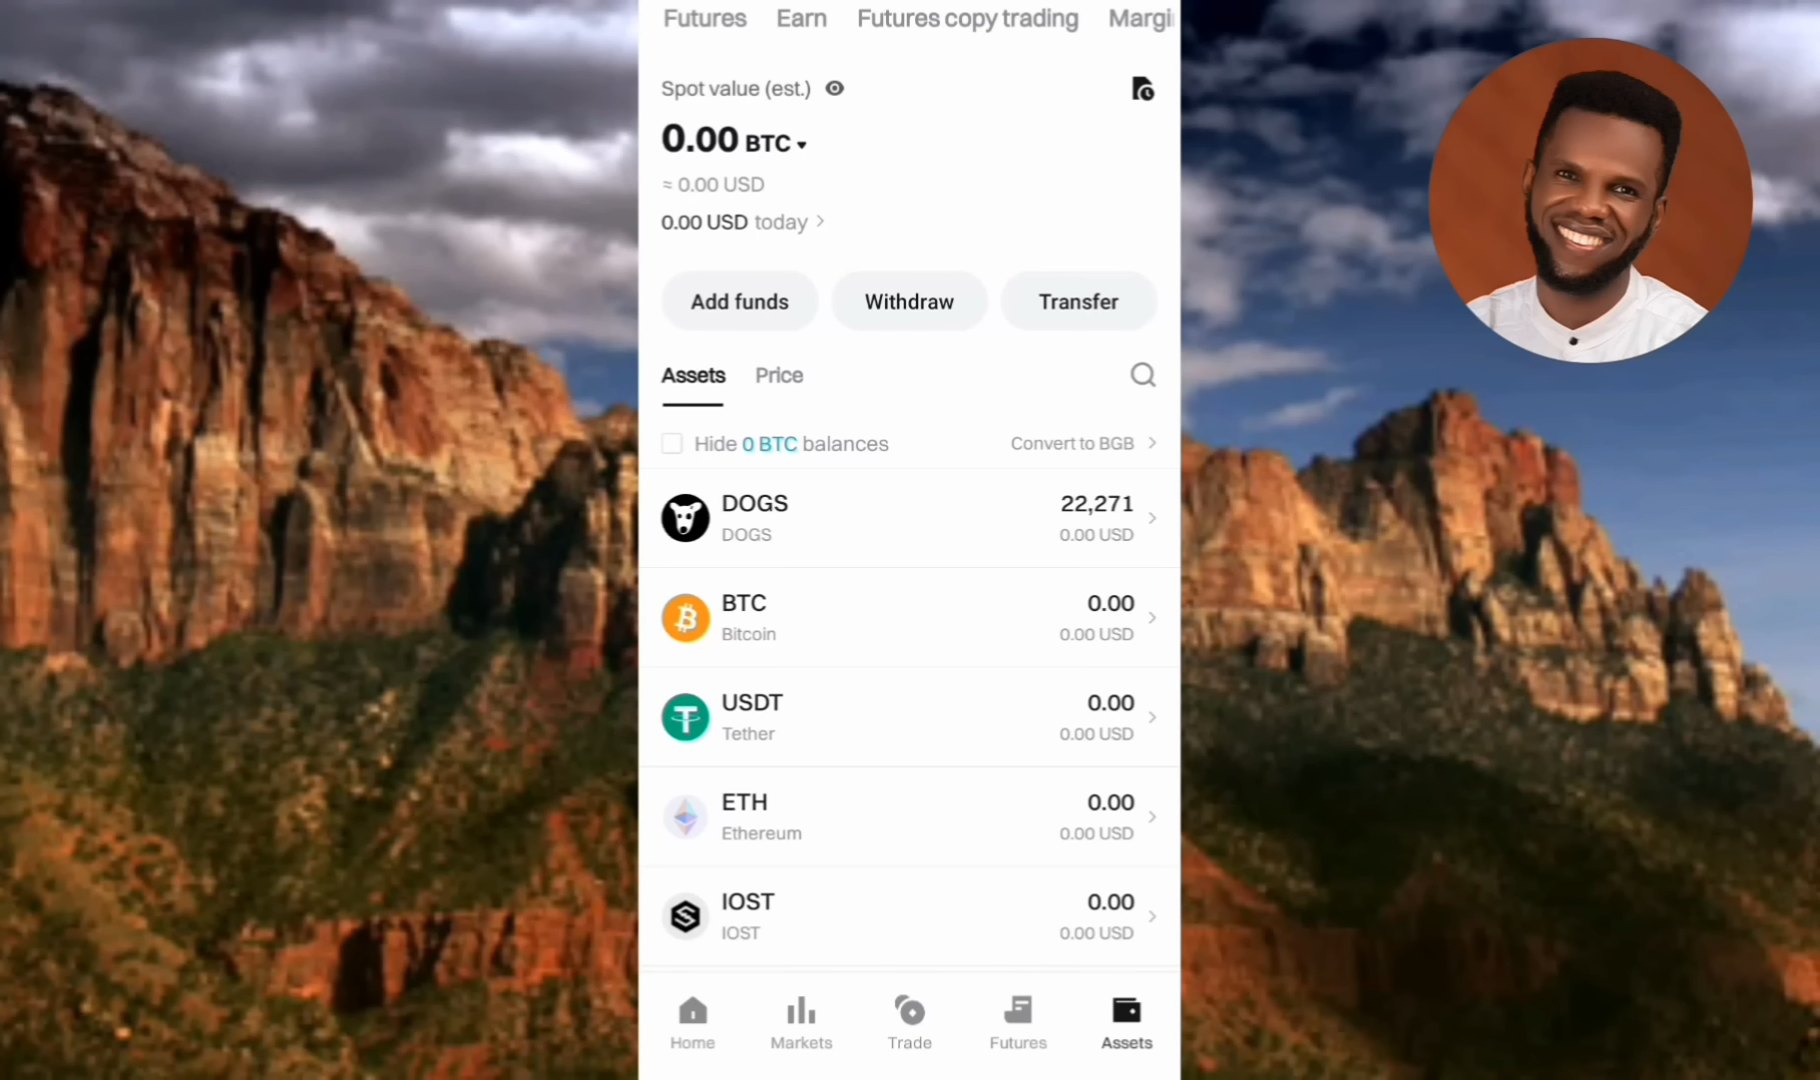 Futures Earn Futures copy trading Margi
Spot value (est.)
0.00 BTC
≈ 0.00 USD
0.00 USD today
Add funds Withdraw Transfer
Assets Price
Hide 0 BTC balances Convert to BGB
DOGS 22,271
DOGS 0.00 USD
BTC 0.00
Bitcoin 0.00 USD
USDT 0.00
Tether 0.00 USD
ETH 0.00
Ethereum 0.00 USD
IOST 0.00
IOST 0.00 USD
Home Markets Trade Futures Assets